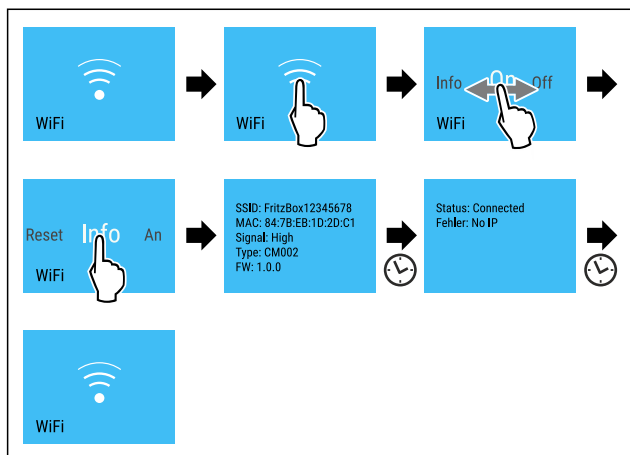 WiFi
WiFi
Info On Off
WiFi
Reset Info An
WiFi
SSID: FritzBox12345678
MAC: 84:7B:EB:1D:2D:C1
Signal: High
Type: CM002
FW: 1.0.0
Status: Connected
Fehler: No IP
WiFi